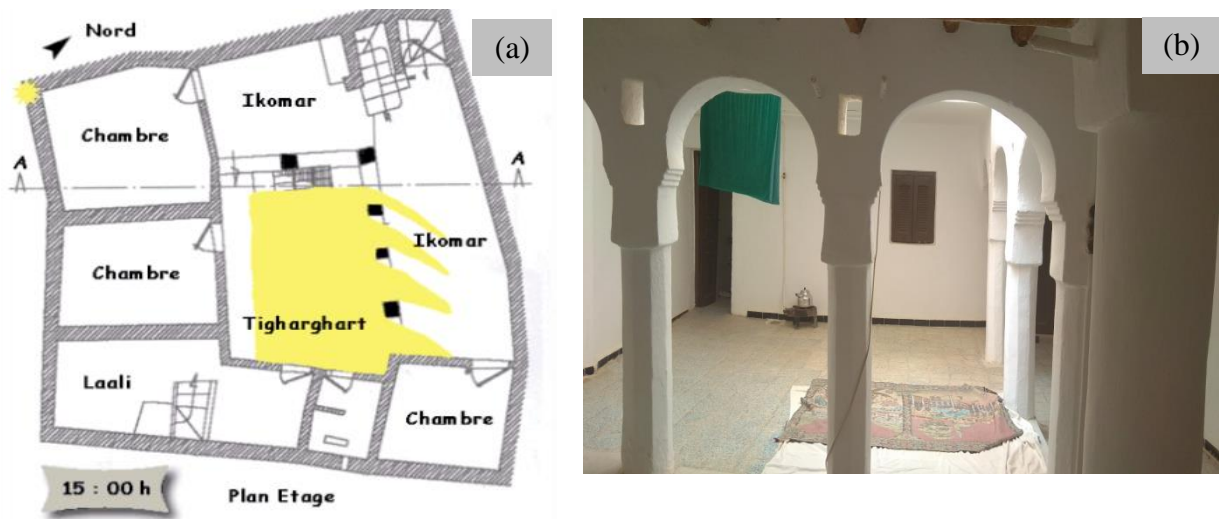 Nord
(a)
Ikomar
Chambre
A
A
Ikomar
Chambre
Tigharghart
Laali
Chambre
15 : 00 h
Plan Etage
(b)